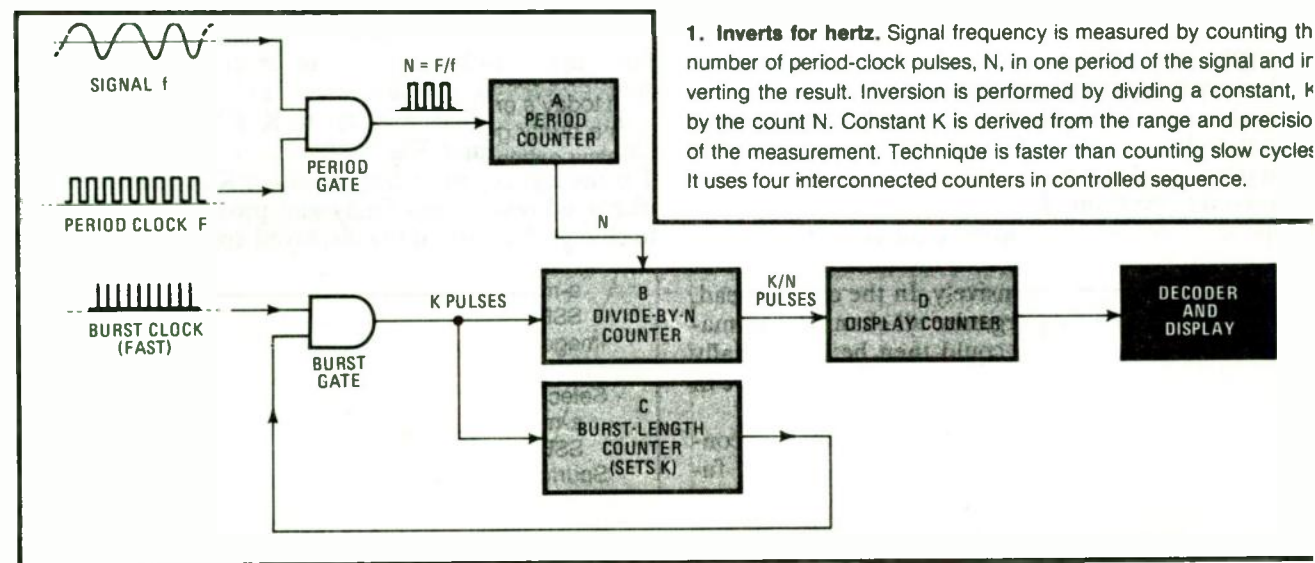 1. Inverts for hertz. Signal frequency is measured by counting th
number of period-clock pulses, N, in one period of the signal and in
verting the result. Inversion is performed by dividing a constant, K
by the count N. Constant K is derived from the range and precisio
of the measurement. Technique is faster than counting slow cycles
It uses four interconnected counters in controlled sequence.
SIGNAL f
PERIOD CLOCK F
PERIOD
GATE
N = F/f
A
PERIOD
COUNTER
N
BURST CLOCK
(FAST)
BURST
GATE
K PULSES
B
DIVIDE-BY-N
COUNTER
K/N
PULSES
D
DISPLAY COUNTER
DECODER
AND
DISPLAY
C
BURST-LENGTH
COUNTER
(SETS K)